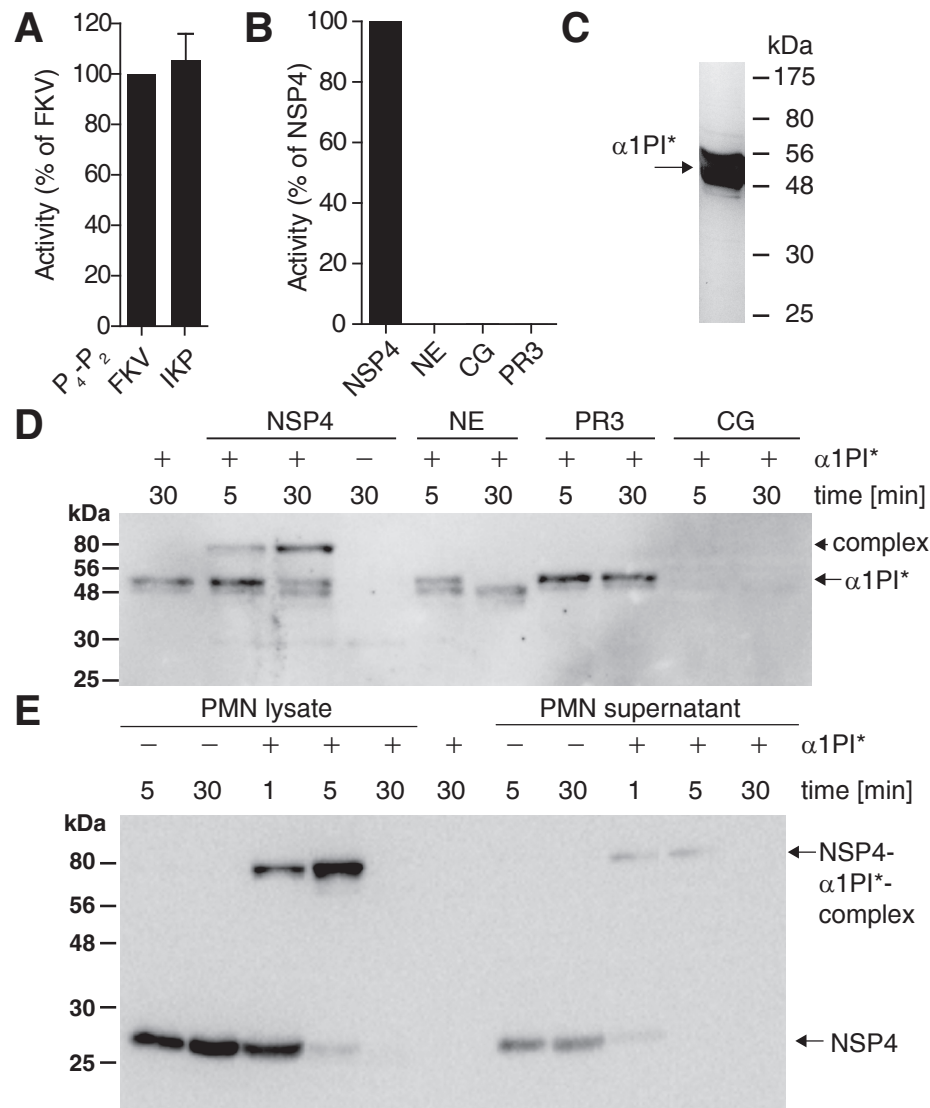 A
Activity (% of FKV)
120
100
80
60
40
20
0
P4-P2
FKV
IKP
B
Activity (% of NSP4)
100
80
60
40
20
0
NSP4
NE
CG
PR3
C
kDa
α1PI*
175
80
56
48
30
25
D
NSP4 NE PR3 CG
+ + + − + + + + + + α1PI*
30 5 30 30 5 30 5 30 5 30 time [min]
kDa
80 complex
56
48 α1PI*
30
25
E
PMN lysate PMN supernatant
− − + + + + − − + + + α1PI*
5 30 1 5 30 30 5 30 1 5 30 time [min]
kDa
80 NSP4-
α1PI*-
complex
56
48
30
25 NSP4